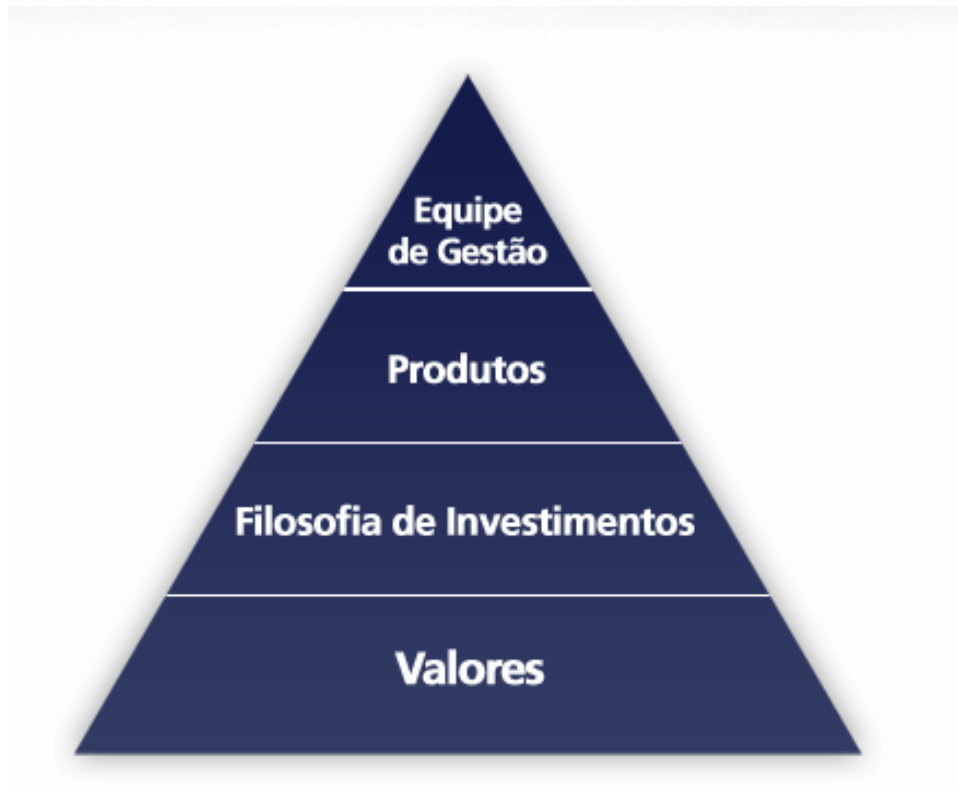 Equipe
de Gestão
Produtos
Filosofia de Investimentos
Valores